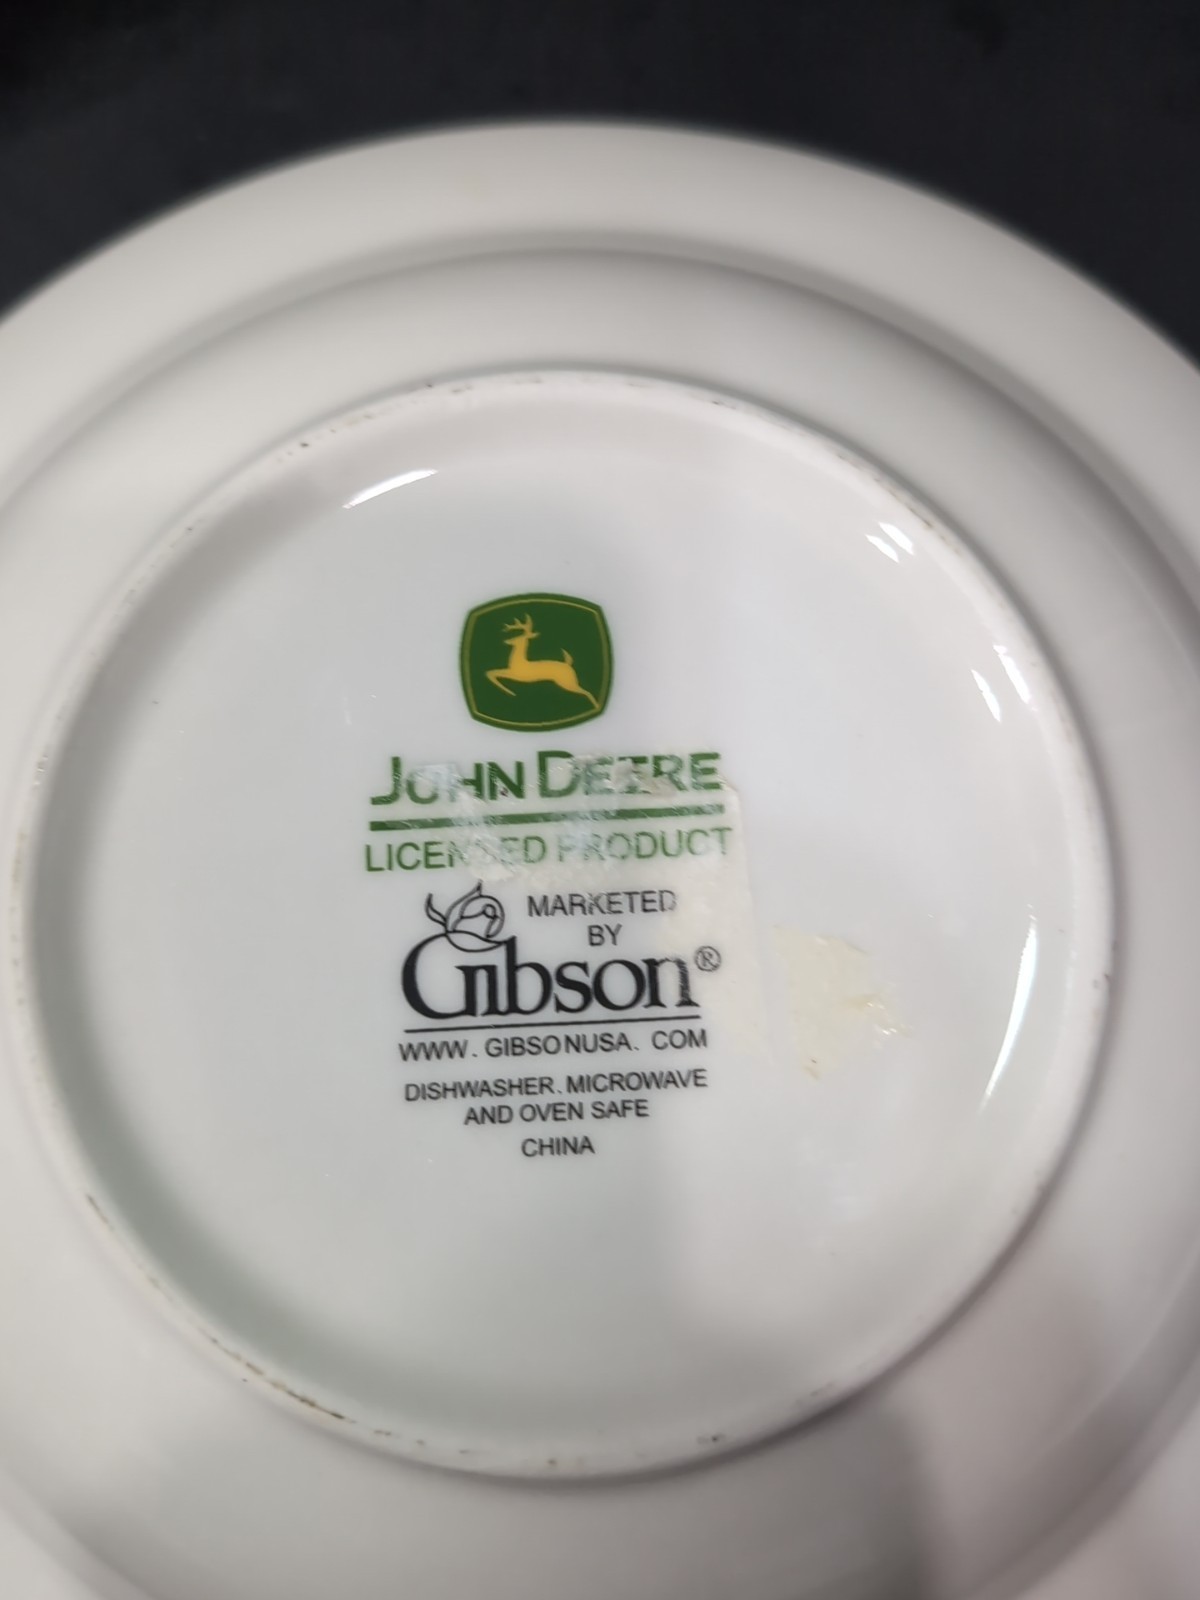 JOHN DEERE
LICENSED PRODUCT
MARKETED
BY
Gibson®
WWW. GIBSONUSA. COM
DISHWASHER. MICROWAVE
AND OVEN SAFE
CHINA